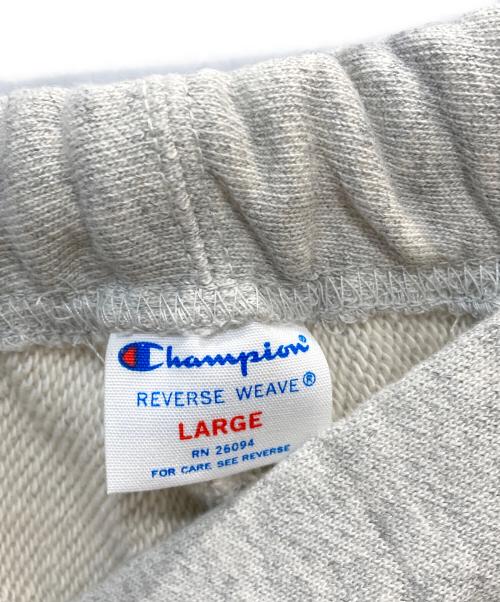 Champion
REVERSE WEAVE®
LARGE
RN 26094
FOR CARE SEE REVERSE